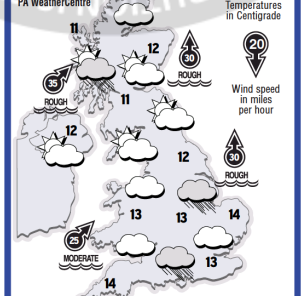 PA WeatherCentre
Temperatures
in Centigrade
11
12
30
ROUGH
20
35
ROUGH
Wind speed
in miles
per hour
11
12
12
30
ROUGH
13
13
14
25
MODERATE
13
14